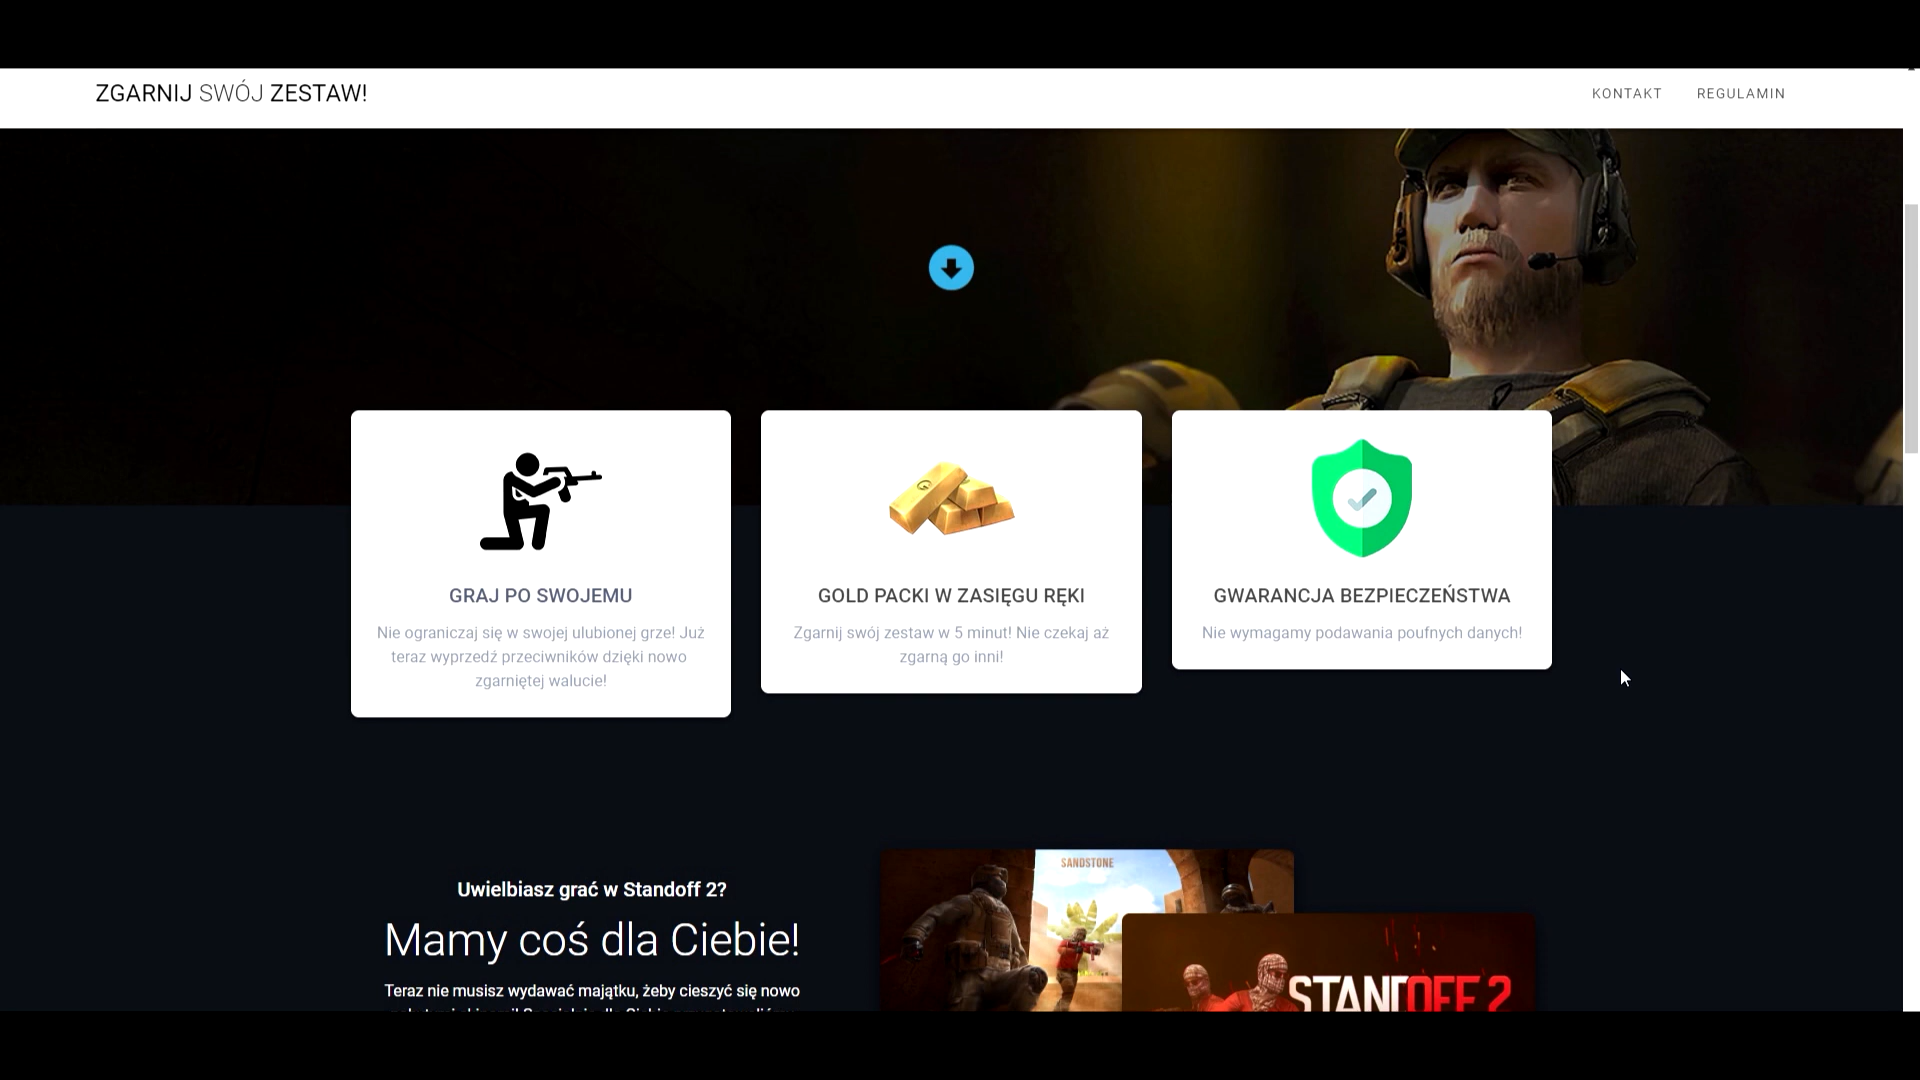 ZGARNIJ SWÓJ ZESTAW!
KONTAKT REGULAMIN
GRAJ PO SWOJEMU
Nie ograniczaj się w swojej ulubionej grze! Już
teraz wyprzedź przeciwników dzięki nowo
zgarniętej walucie!
GOLD PACKI W ZASIĘGU RĘKI
Zgarnij swój zestaw w 5 minut! Nie czekaj aż
zgarną go inni!
GWARANCJA BEZPIECZEŃSTWA
Nie wymagamy podawania poufnych danych!
Uwielbiasz grać w Standoff 2?
Mamy coś dla Ciebie!
Teraz nie musisz wydawać majątku, żeby cieszyć się nowo
SANDSTONE
STANDOFF 2